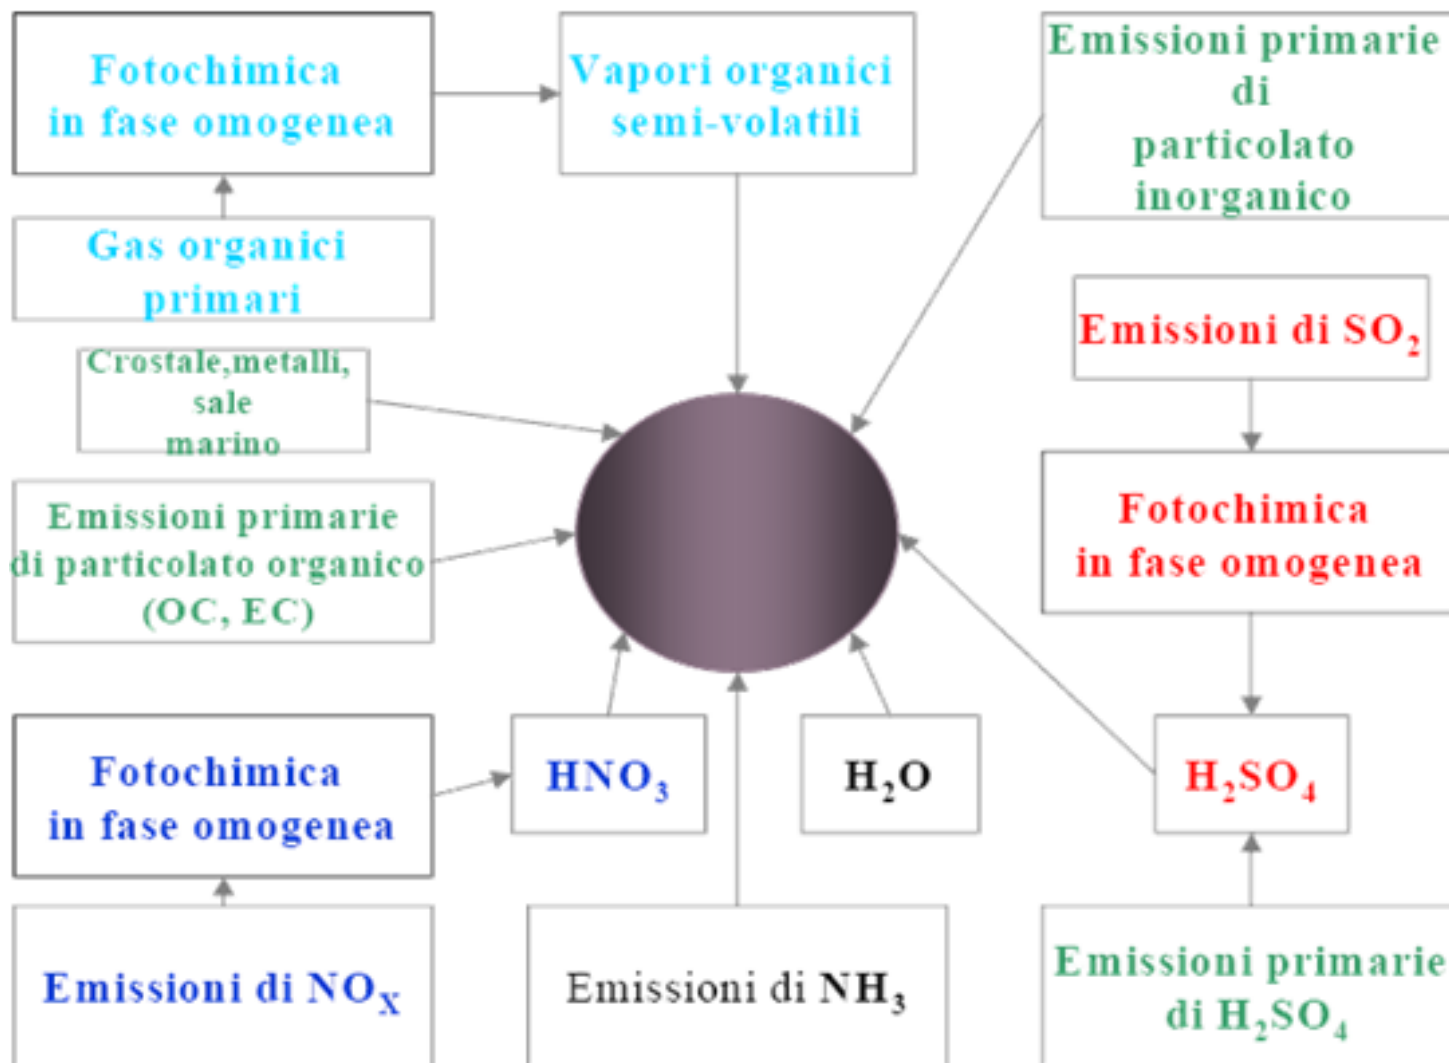 Fotochimica
in fase omogenea
Vapori organici
semi-volatili
Emissioni primarie
di
particolato
inorganico
Gas organici
primari
Emissioni di SO₂
Crostale,metalli,
sale
marino
Fotochimica
in fase omogenea
Emissioni primarie
di particolato organico
(OC, EC)
Fotochimica
in fase omogenea
HNO₃
H₂O
H₂SO₄
Emissioni di NOₓ
Emissioni di NH₃
Emissioni primarie
di H₂SO₄